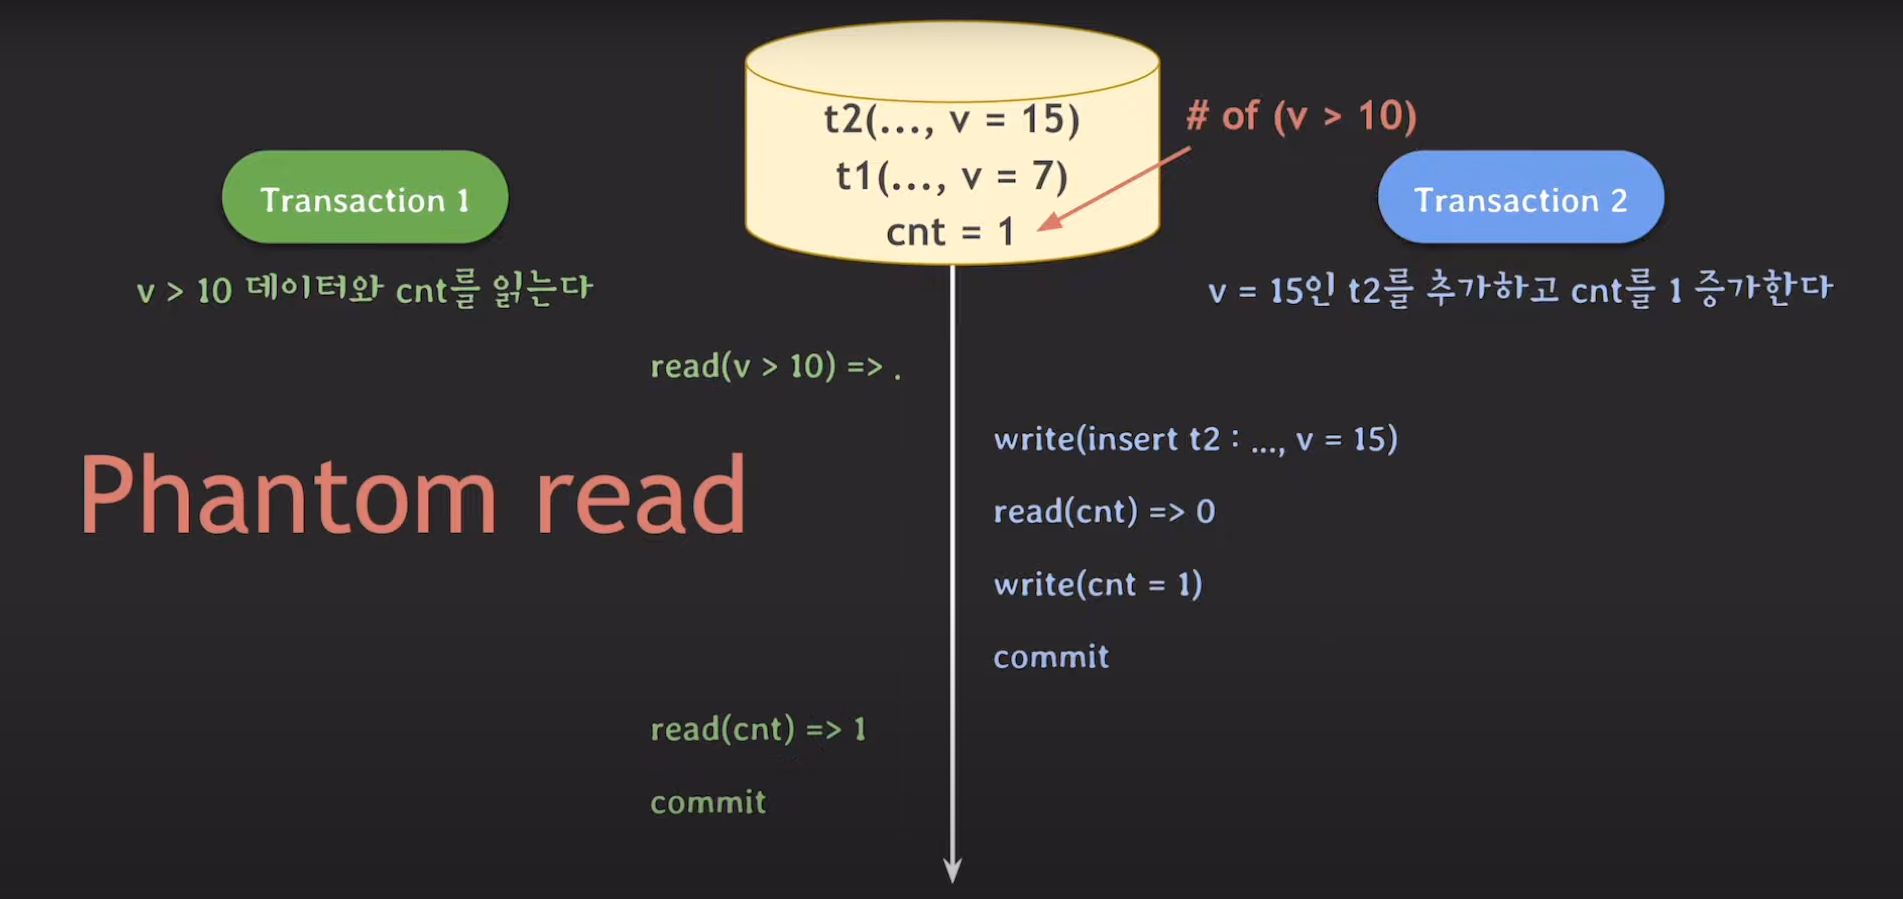 t2(..., v = 15)
# of (v > 10)
t1(..., v = 7)
cnt = 1
Transaction 1
Transaction 2
v > 10 데이터와 cnt를 읽는다
v = 15인 t2를 추가하고 cnt를 1 증가한다
read(v > 10) => .
write(insert t2 : ..., v = 15)
Phantom read
read(cnt) => 0
write(cnt = 1)
commit
read(cnt) => 1
commit